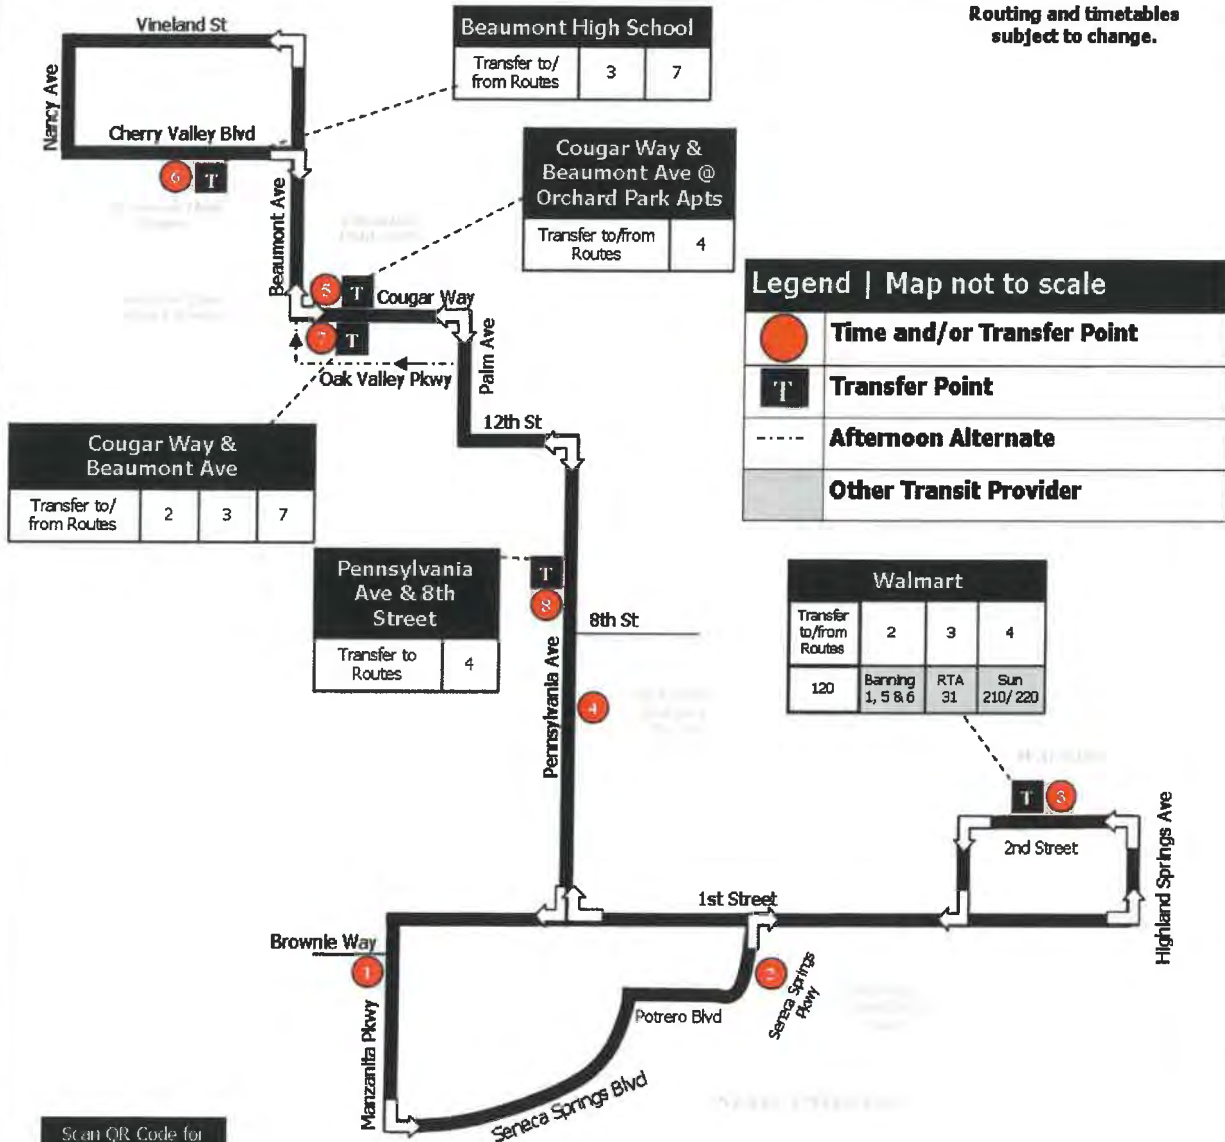 Routing and timetables
subject to change.
Vineland St
Nancy Ave
Cherry Valley Blvd
6
T
Beaumont High School
Transfer to/
from Routes
3
7
Cougar Way &
Beaumont Ave @
Orchard Park Apts
Transfer to/from
Routes
4
Beaumont Ave
5
T
Cougar Way
7
T
Oak Valley Pkwy
Palm Ave
12th St
Legend | Map not to scale
Time and/or Transfer Point
T
Transfer Point
Afternoon Alternate
Other Transit Provider
Cougar Way &
Beaumont Ave
Transfer to/
from Routes
2
3
7
Pennsylvania
Ave & 8th
Street
Transfer to
Routes
4
T
8
8th St
Pennsylvania Ave
4
Walmart
Transfer
to/from
Routes
2
3
4
120
Banning
1, 5 & 6
RTA
31
Sun
210/ 220
T
3
2nd Street
Highland Springs Ave
1st Street
Brownie Way
1
Manzanita Pkwy
2
Seneca Springs
Pkwy
Potrero Blvd
Seneca Springs Blvd
Scan QR Code for